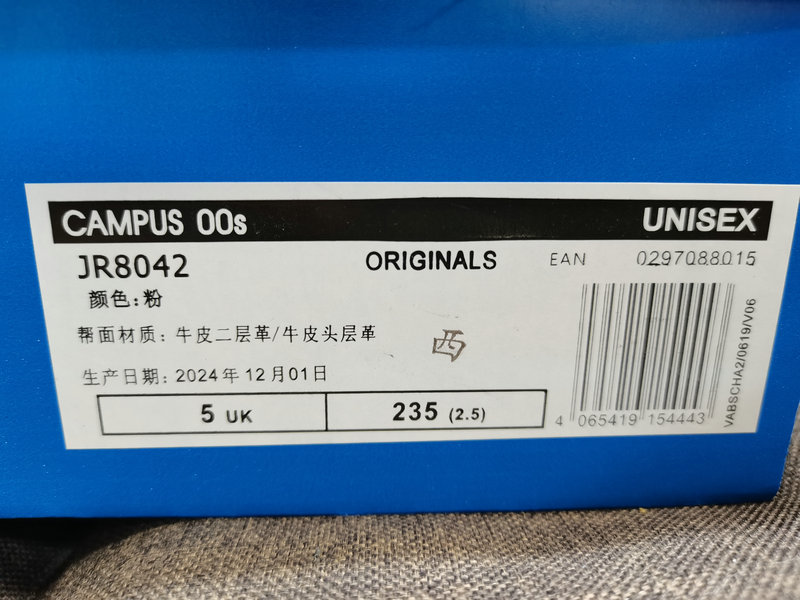 CAMPUS 00s UNISEX
JR8042 ORIGINALS EAN 0297088015
颜色:粉
帮面材质: 牛皮二层革/牛皮头层革
西
生产日期: 2024年12月01日
5 UK 235 (2.5)
4 065419 154443
VABSCHA2/0619/V06